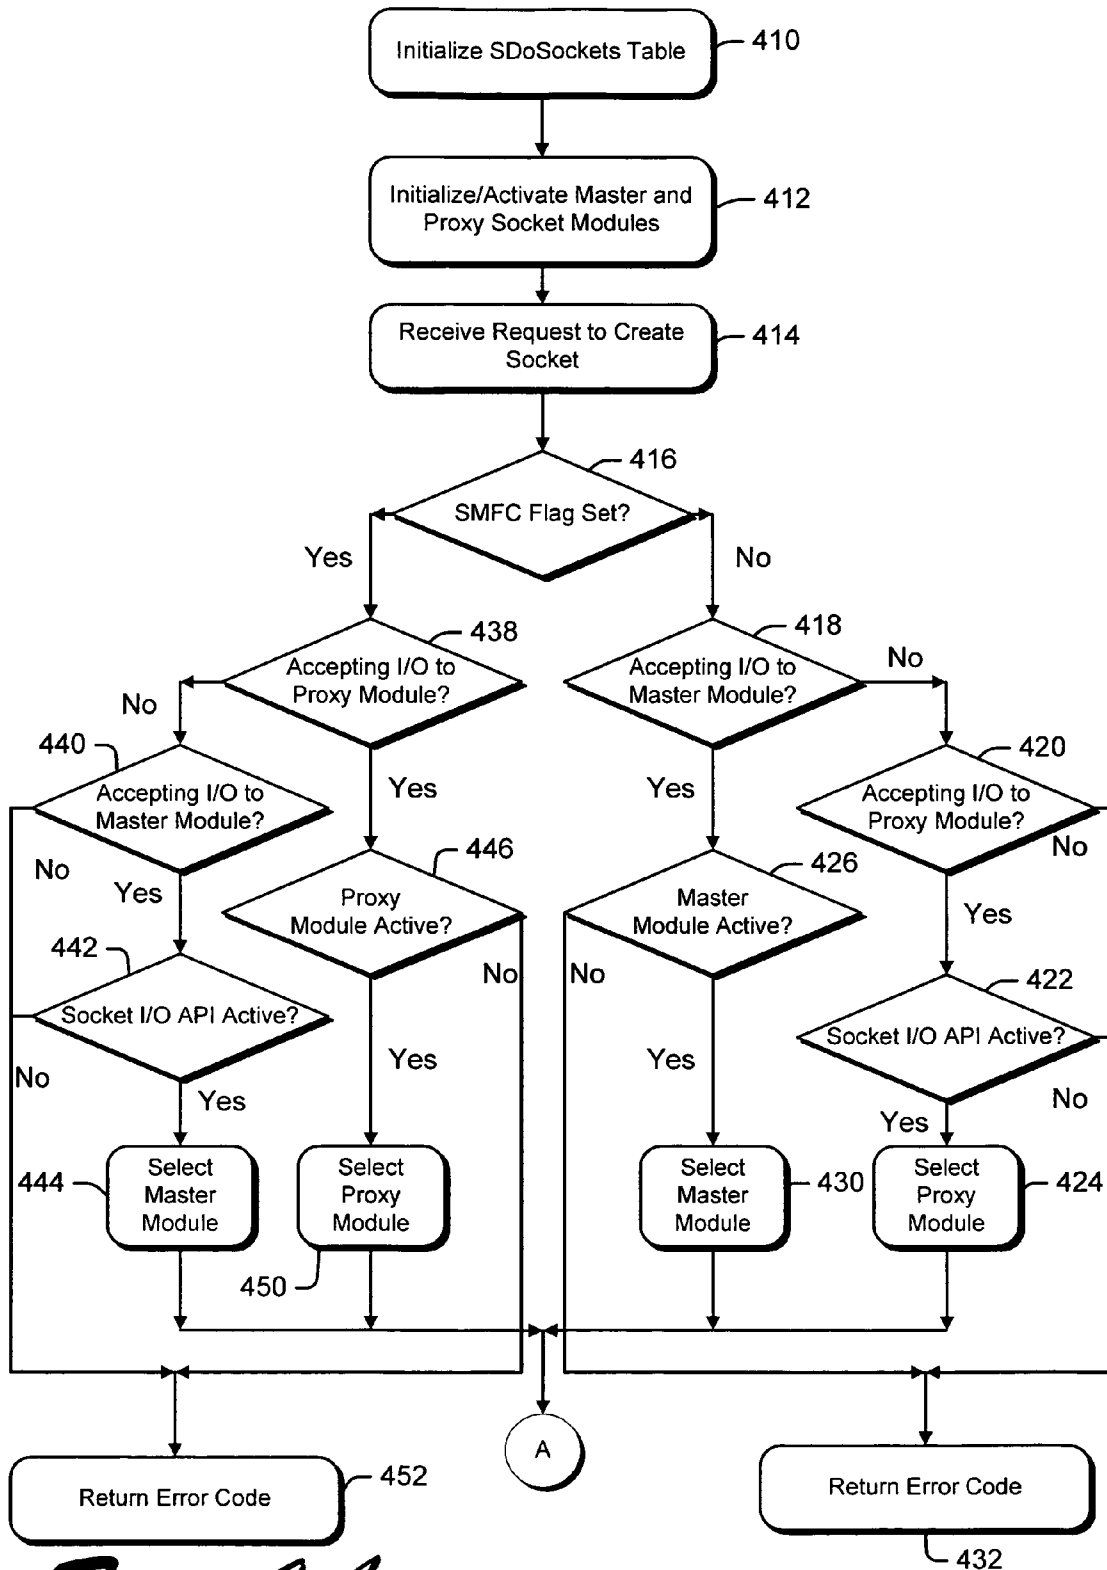 Initialize SDoSockets Table
410
Initialize/Activate Master and
Proxy Socket Modules
412
Receive Request to Create
Socket
414
416
SMFC Flag Set?
Yes
No
438
Accepting I/O to
Proxy Module?
418
Accepting I/O to
Master Module?
No
No
440
Accepting I/O to
Master Module?
Yes
Yes
420
Accepting I/O to
Proxy Module?
No
No
Yes
446
Proxy
Module Active?
426
Master
Module Active?
Yes
442
Socket I/O API Active?
No
No
422
Socket I/O API Active?
No
Yes
Yes
Yes
No
Yes
444
Select
Master
Module
Select
Proxy
Module
450
Select
Master
Module
430
Select
Proxy
Module
424
A
Return Error Code
452
Return Error Code
432